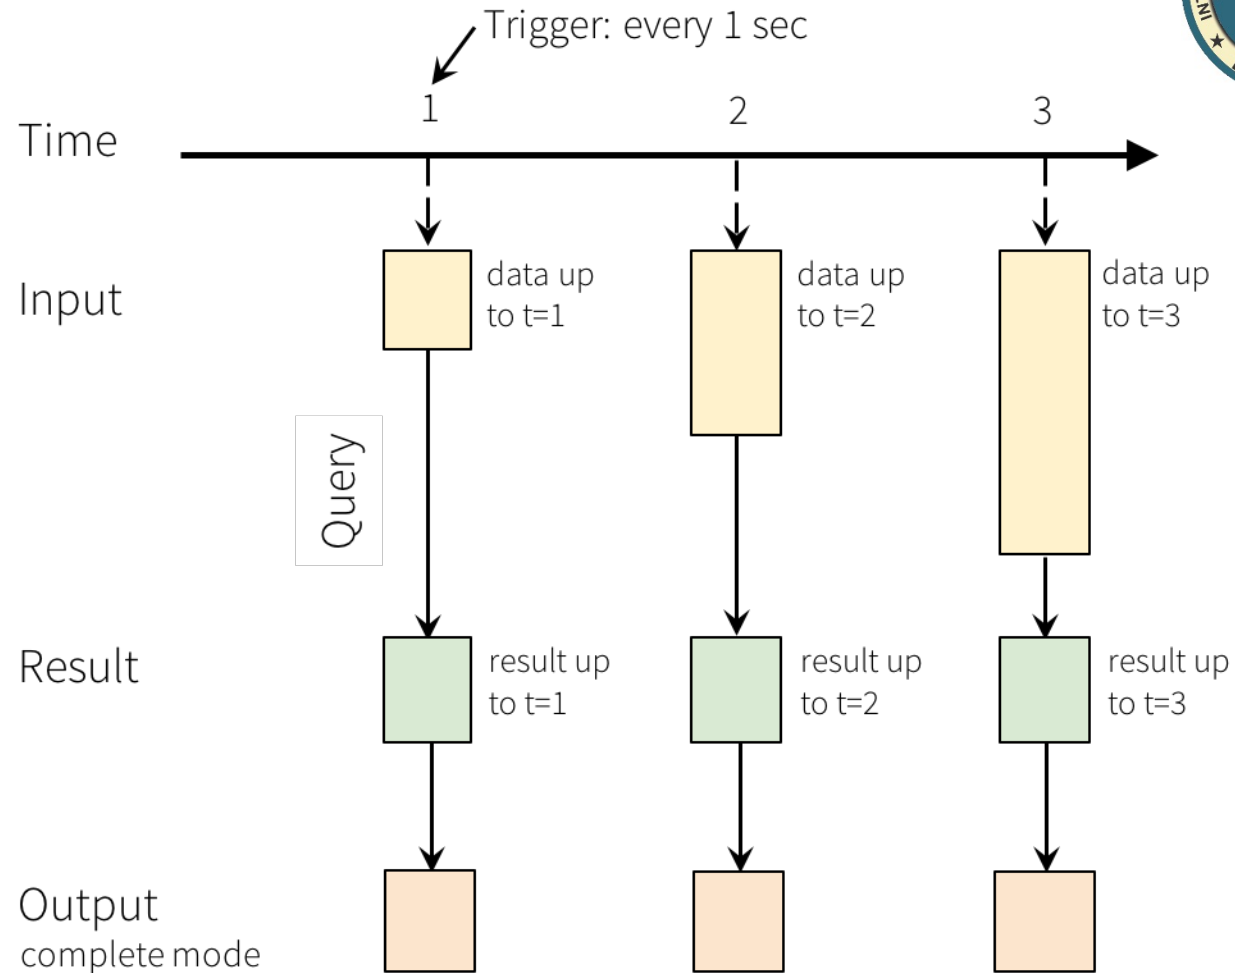 Trigger: every 1 sec
1 2 3
Time
Input
data up
to t=1
data up
to t=2
data up
to t=3
Query
Result
result up
to t=1
result up
to t=2
result up
to t=3
Output
complete mode